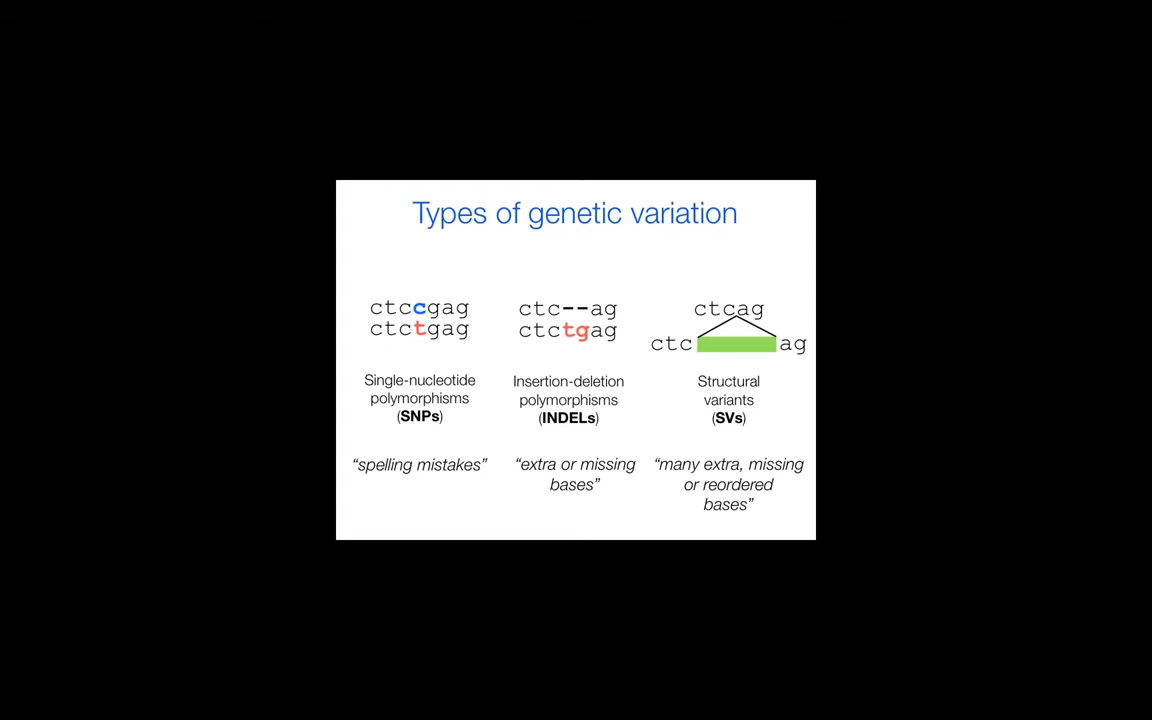 Types of genetic variation
ctccgag
ctctgag
Single-nucleotide
polymorphisms
(SNPs)
“spelling mistakes”
ctc--ag
ctctgag
Insertion-deletion
polymorphisms
(INDELs)
“extra or missing
bases”
ctcag
ctc ag
Structural
variants
(SVs)
“many extra, missing
or reordered
bases”